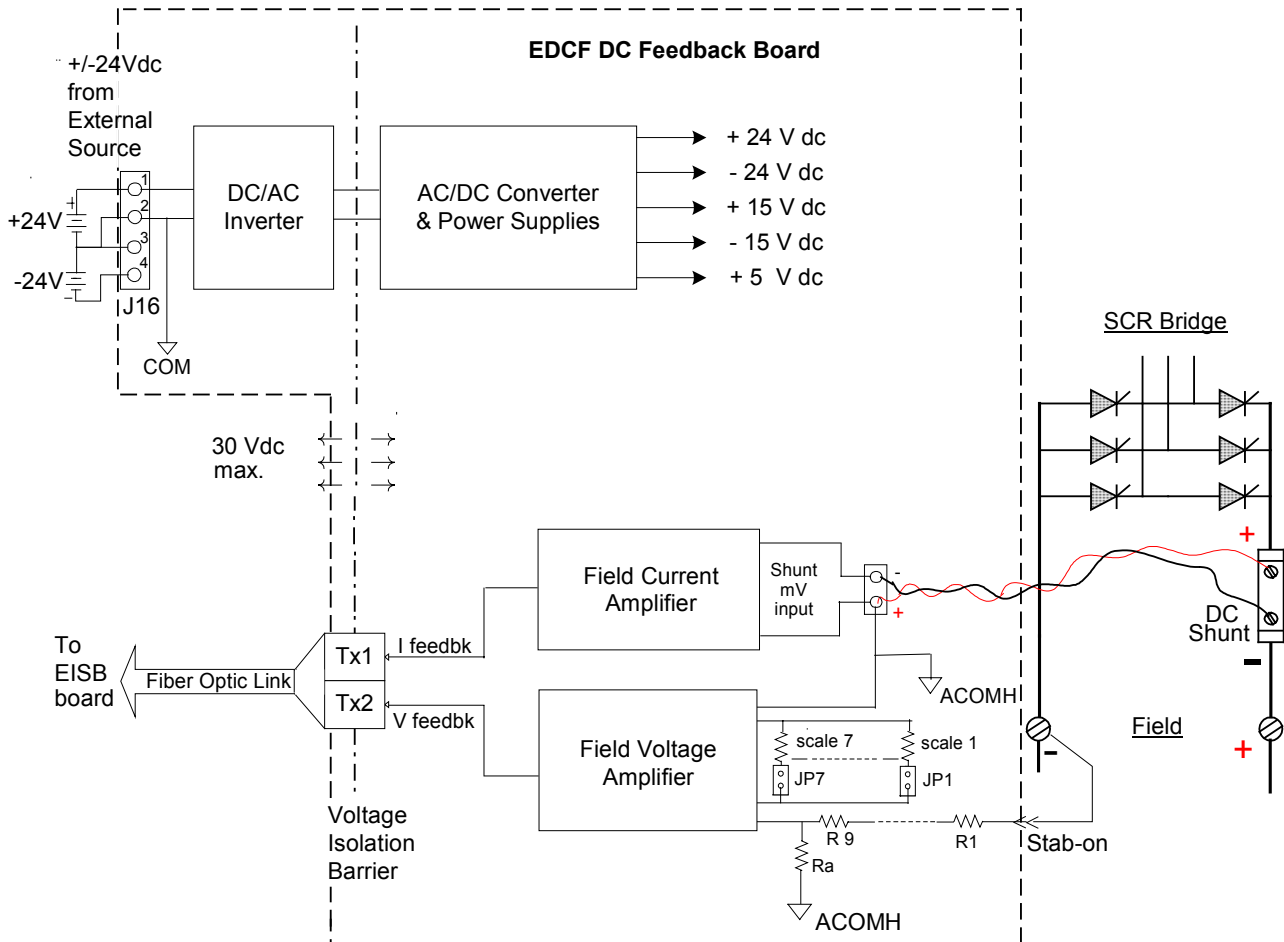 EDCF DC Feedback Board
+/-24Vdc
from
External
Source
1
2
3
4
+24V
+
-24V
-
J16
COM
DC/AC
Inverter
AC/DC Converter
& Power Supplies
+ 24 V dc
- 24 V dc
+ 15 V dc
- 15 V dc
+ 5 V dc
SCR Bridge
30 Vdc
max.
Field Current
Amplifier
Shunt
mV
input
-
+
+
DC
Shunt
-
To
EISB
board
Fiber Optic Link
Tx1
Tx2
I feedbk
V feedbk
ACOMH
Field Voltage
Amplifier
scale 7
scale 1
JP7
JP1
Field
-
+
R 9
R1
Stab-on
Ra
ACOMH
Voltage
Isolation
Barrier